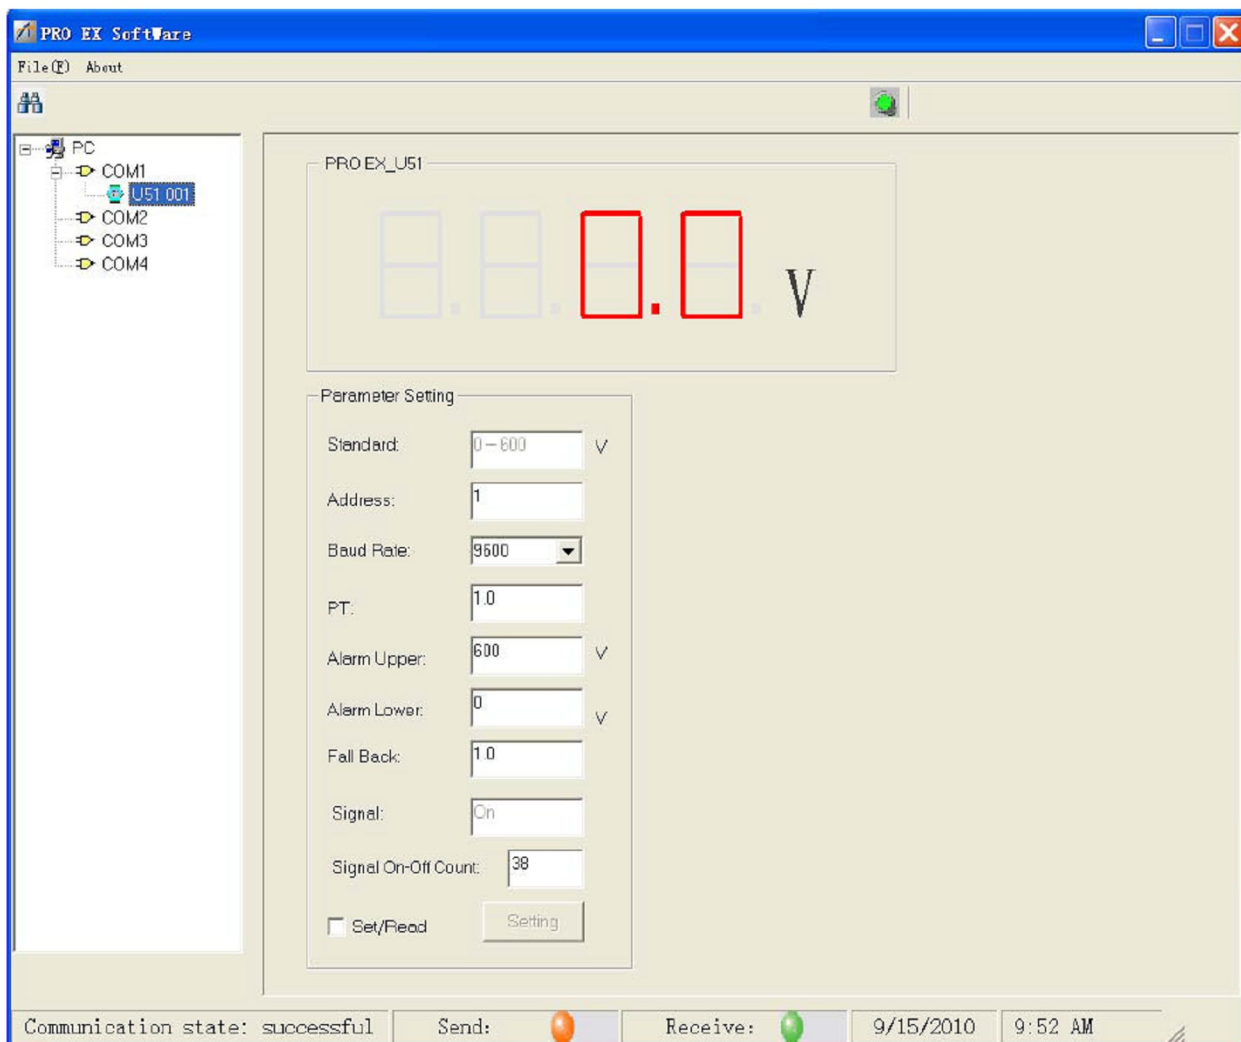 PRO EX SoftWare
File(F) About
PC
COM1
U51 001
COM2
COM3
COM4
PRO EX_U51
0.0 V
Parameter Setting
Standard: 0-600 V
Address: 1
Baud Rate: 9600
PT: 1.0
Alarm Upper: 600 V
Alarm Lower: 0 V
Fall Back: 1.0
Signal: On
Signal On-Off Count: 38
Set/Read Setting
Communication state: successful Send: Receive: 9/15/2010 9:52 AM